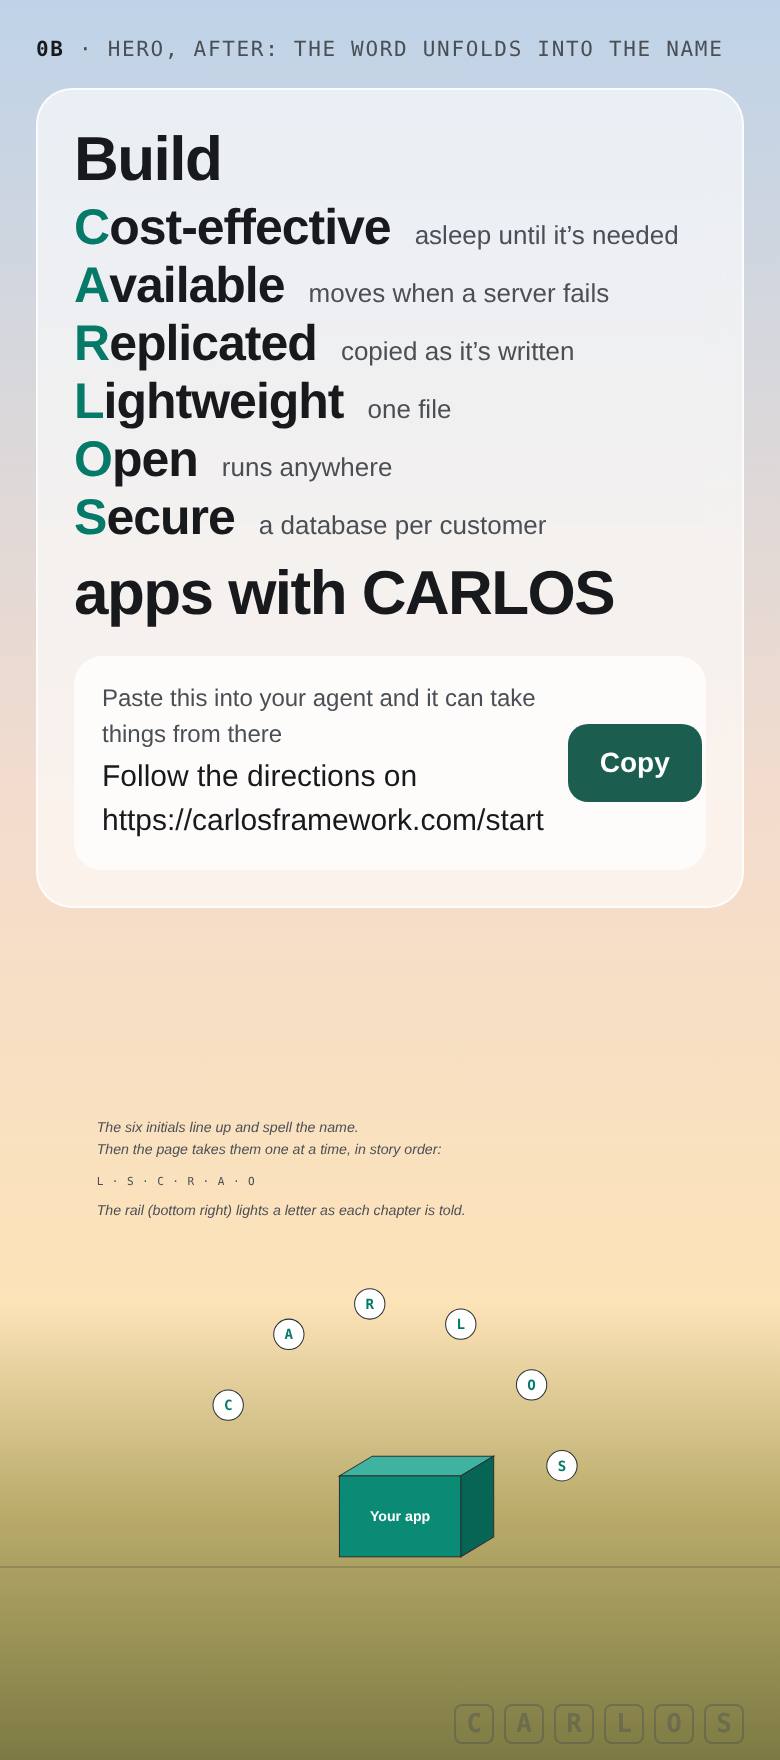 0B · HERO, AFTER: THE WORD UNFOLDS INTO THE NAME
Build
Cost-effective asleep until it’s needed
Available moves when a server fails
Replicated copied as it’s written
Lightweight one file
Open runs anywhere
Secure a database per customer
apps with CARLOS
Paste this into your agent and it can take
things from there
Follow the directions on
https://carlosframework.com/start
Copy
The six initials line up and spell the name.
Then the page takes them one at a time, in story order:
L · S · C · R · A · O
The rail (bottom right) lights a letter as each chapter is told.
C
A
R
L
O
S
Your app
C A R L O S